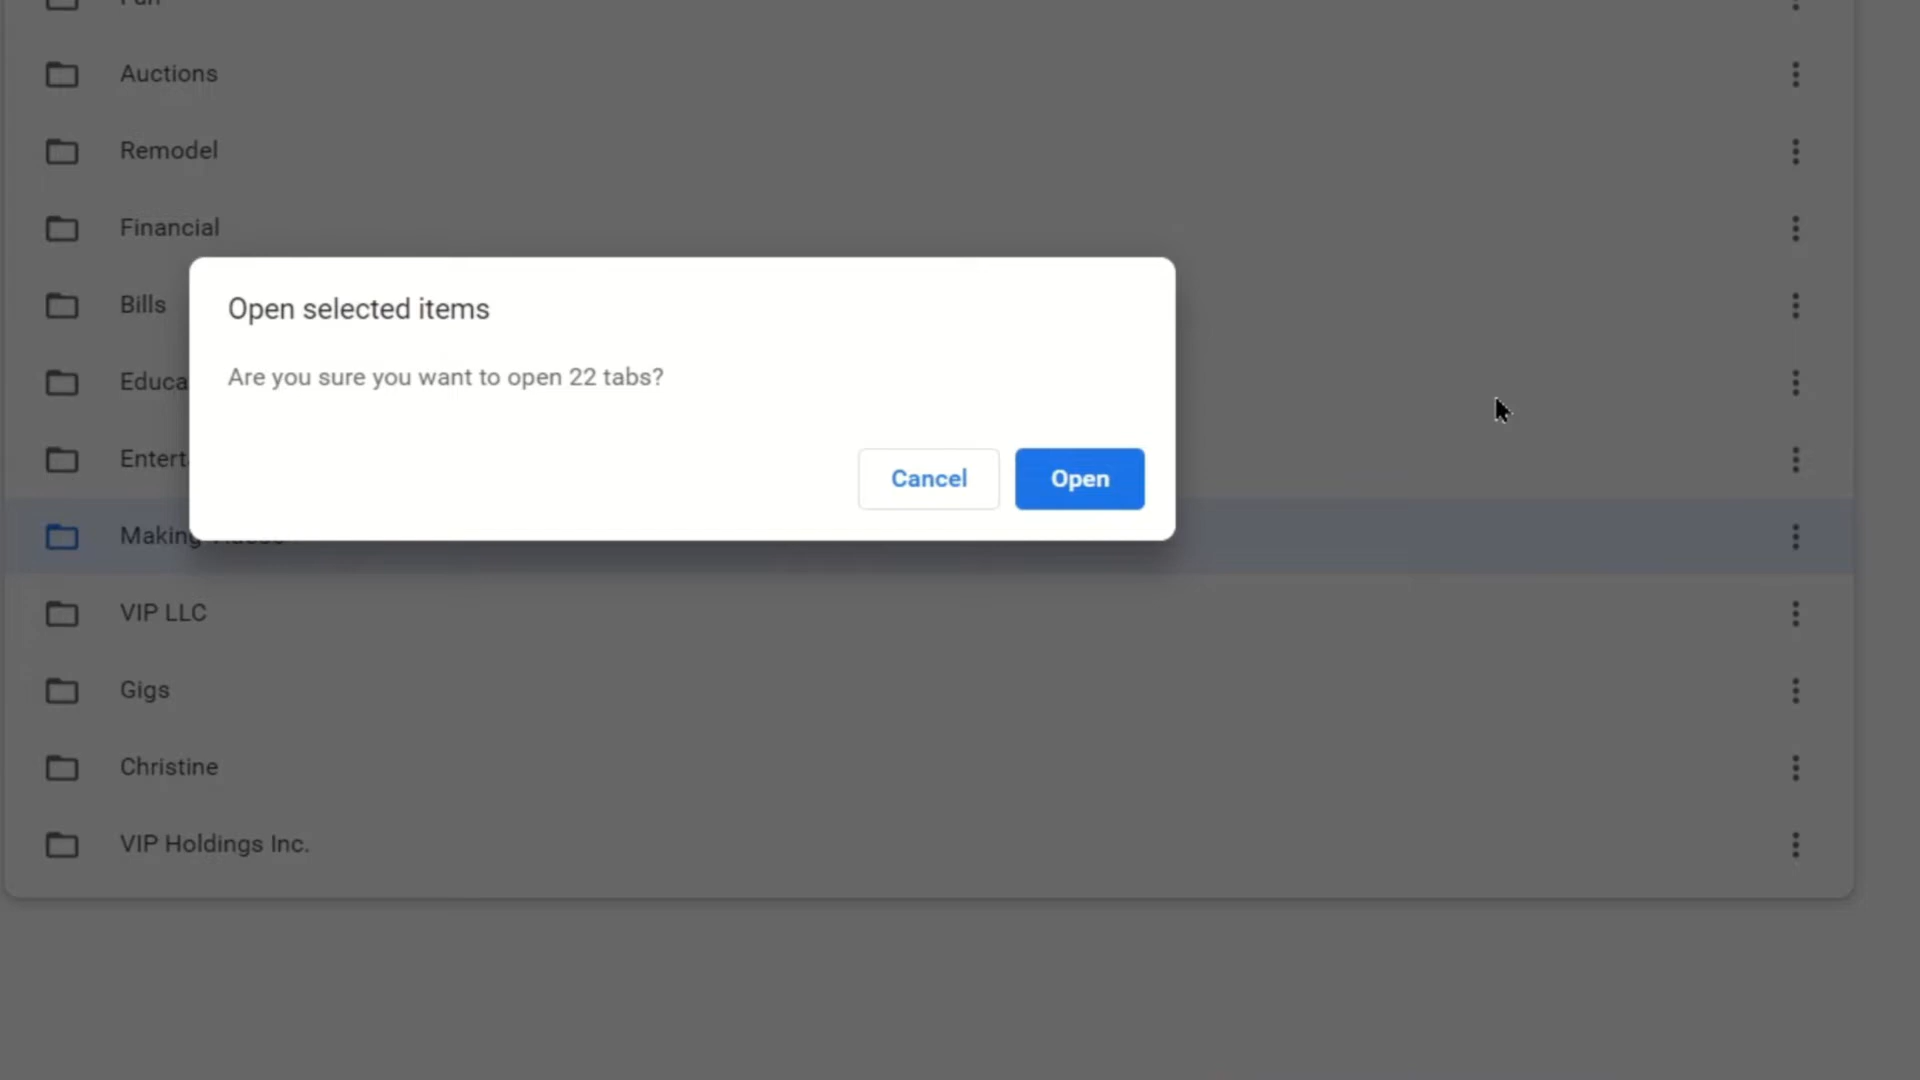 Auctions
Remodel
Financial
Bills
Open selected items
Are you sure you want to open 22 tabs?
Cancel
Open
Making
VIP LLC
Gigs
Christine
VIP Holdings Inc.